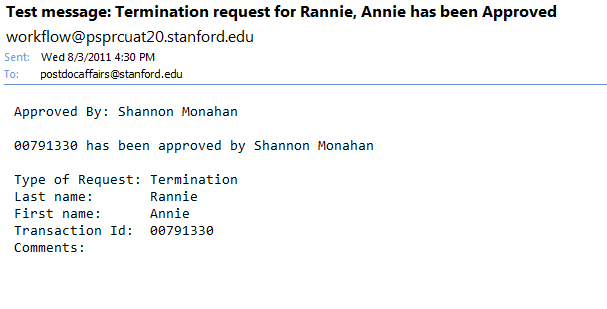 Test message: Termination request for Rannie, Annie has been Approved
workflow@psprcuat20.stanford.edu
Sent: Wed 8/3/2011 4:30 PM
To: postdocaffairs@stanford.edu
Approved By: Shannon Monahan
00791330 has been approved by Shannon Monahan
Type of Request: Termination
Last name: Rannie
First name: Annie
Transaction Id: 00791330
Comments: